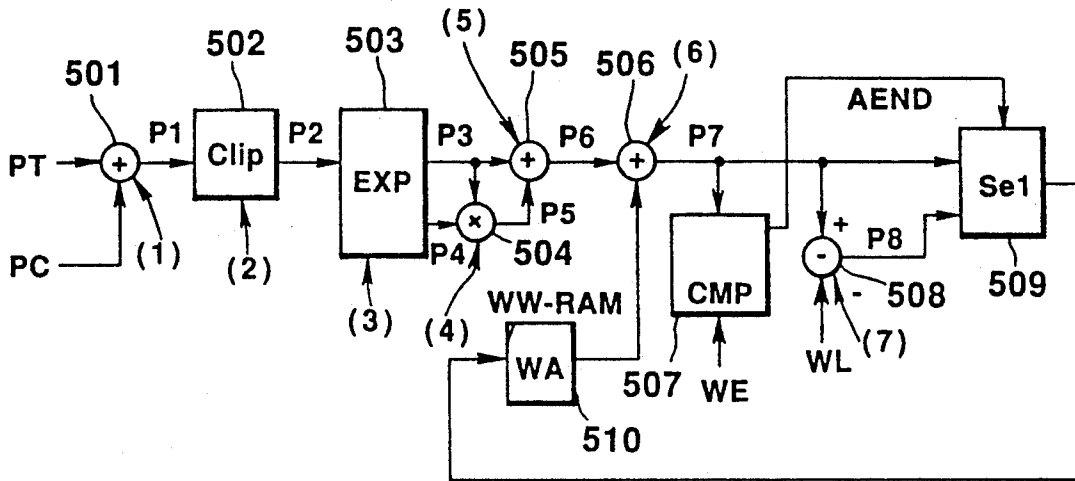 501
502
503
(5)
505
506
(6)
AEND
PT
+
P1
Clip
P2
EXP
P3
+
P6
+
P7
Se1
PC
(1)
(2)
(3)
P4
×
P5
504
(4)
WW-RAM
WA
510
CMP
507
WE
+
-
P8
-
508
WL
(7)
509